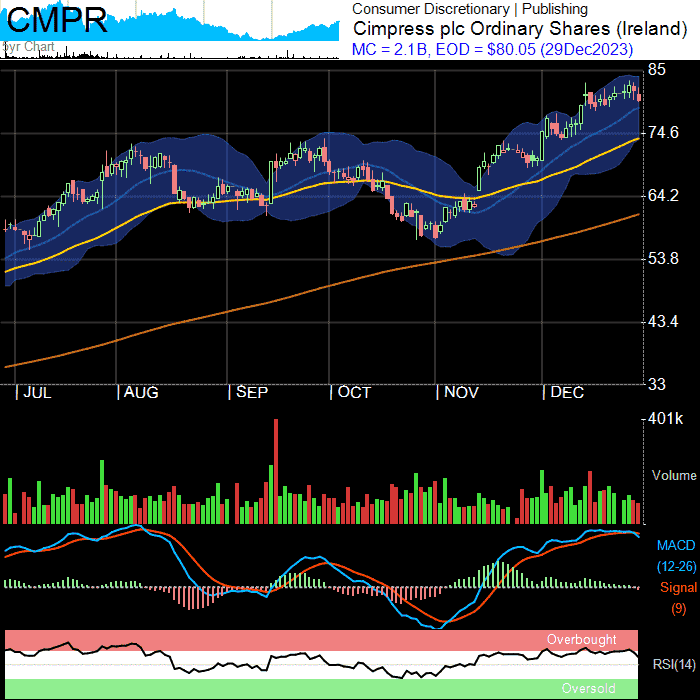 CMPR
5yr Chart
Consumer Discretionary | Publishing
Cimpress plc Ordinary Shares (Ireland)
MC = 2.1B, EOD = $80.05 (29Dec2023)
85
74.6
64.2
53.8
43.4
33
| JUL | AUG | SEP | OCT | NOV | DEC
401k
Volume
MACD
(12-26)
Signal
(9)
Overbought
RSI(14)
Oversold